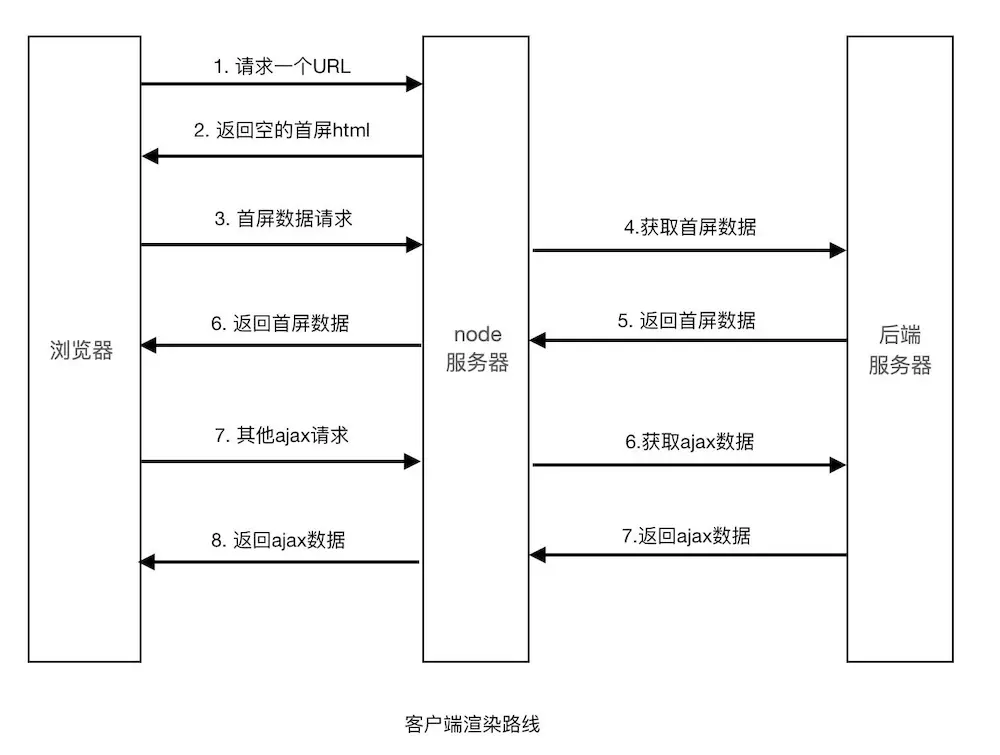 1. 请求一个URL
2. 返回空的首屏html
3. 首屏数据请求
4.获取首屏数据
6. 返回首屏数据
5. 返回首屏数据
浏览器
node
服务器
后端
服务器
7. 其他ajax请求
6.获取ajax数据
8. 返回ajax数据
7.返回ajax数据
客户端渲染路线